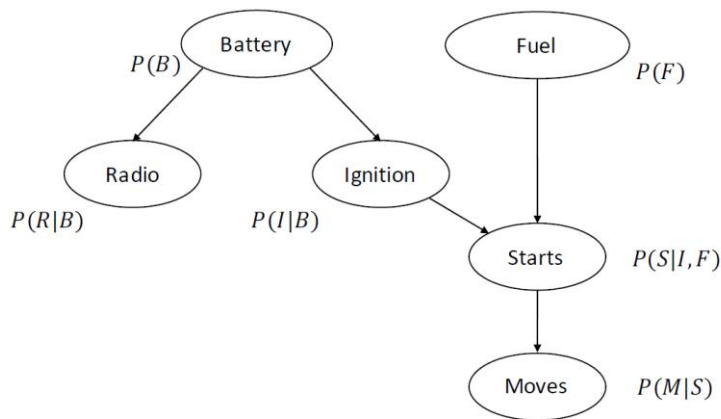 Battery
Fuel
P(B)
P(F)
Radio
Ignition
P(R|B)
P(I|B)
Starts
P(S|I, F)
Moves
P(M|S)